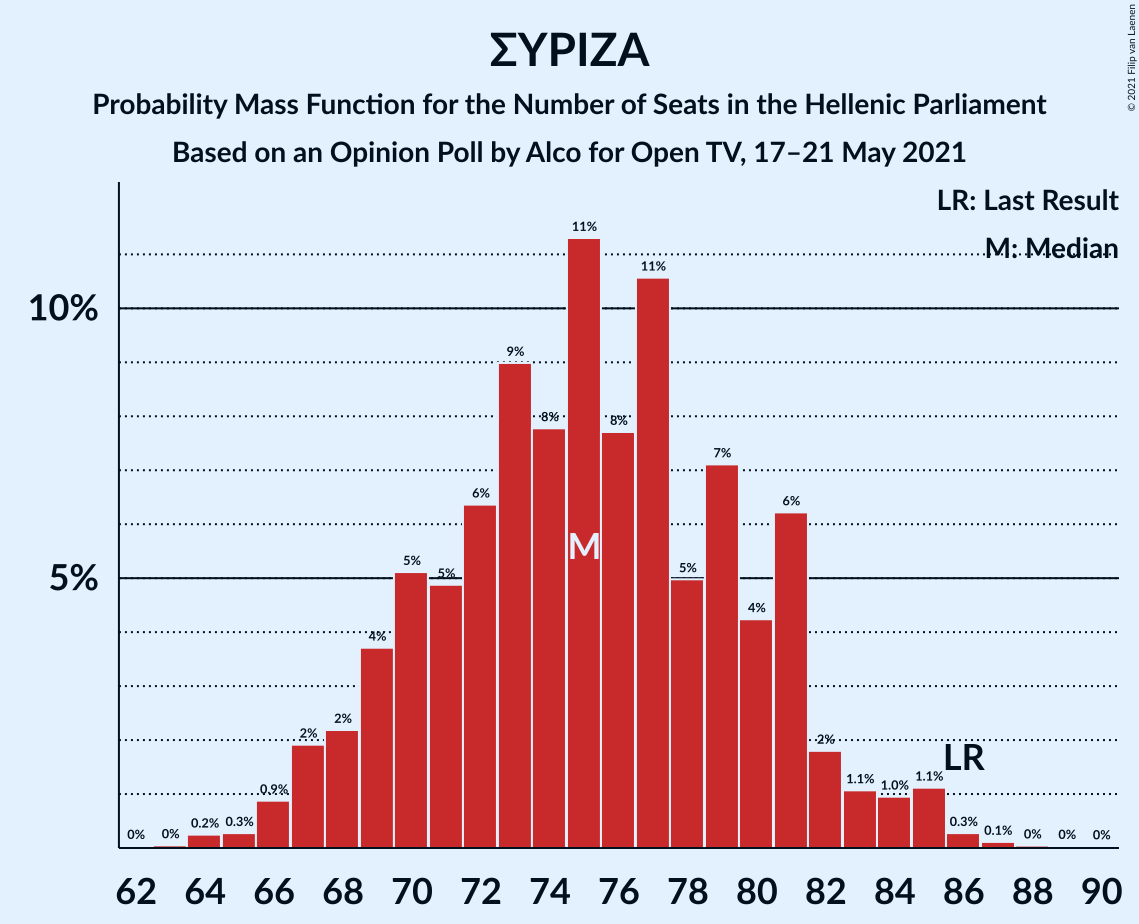 © 2021 Filip van Laenen
ΣΥΡΙΖΑ
Probability Mass Function for the Number of Seats in the Hellenic Parliament
Based on an Opinion Poll by Alco for Open TV, 17–21 May 2021
LR: Last Result
M: Median
10%
5%
0% 0% 0.2% 0.3% 0.9% 2% 2% 4% 5% 5% 6% 9% 8% 11% 8% 11% 5% 7% 4% 6% 2% 1.1% 1.0% 1.1% 0.3% 0.1% 0% 0% 0%
M
LR
62 64 66 68 70 72 74 76 78 80 82 84 86 88 90